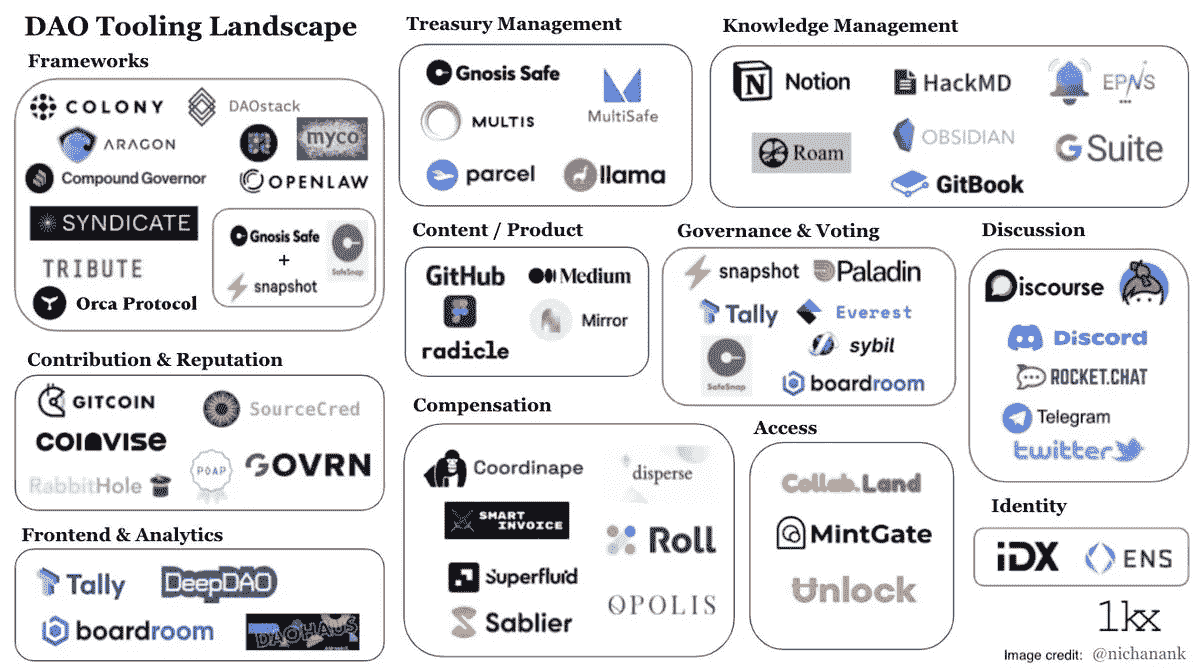 DAO Tooling Landscape
Frameworks
COLONY
DAOstack
ARAGON
myco
Compound Governor
OPENLAW
SYNDICATE
TRIBUTE
Orca Protocol
Gnosis Safe
+
snapshot
SafeSnap
Contribution & Reputation
GITCOIN
SourceCred
COINVISE
RabbitHole
POAP
GOVRN
Frontend & Analytics
Tally
DeepDAO
boardroom
DAOHAUS
Treasury Management
Gnosis Safe
MultiSafe
MULTIS
parcel
llama
Content / Product
GitHub
Medium
Mirror
radicle
Compensation
Coordinape
disperse
SMART
INVOICE
Roll
Superfluid
Sablier
OPOLIS
Knowledge Management
N
Notion
HackMD
EPNS
Roam
OBSIDIAN
G Suite
GitBook
Governance & Voting
snapshot
Paladin
Tally
Everest
SafeSnap
sybil
boardroom
Access
Collab.Land
MintGate
Unlock
Discussion
Discourse
Discord
ROCKET.CHAT
Telegram
twitter
Identity
iDX
ENS
1kx
Image credit: @nichanank